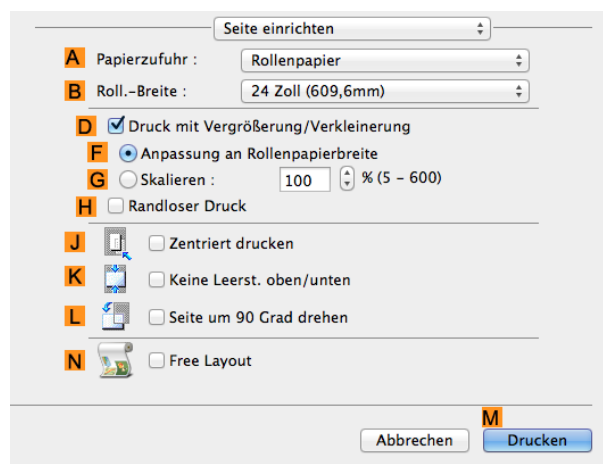 Seite einrichten
A Papierzufuhr : Rollenpapier
B Roll.-Breite : 24 Zoll (609,6mm)
D Druck mit Vergrößerung/Verkleinerung
F Anpassung an Rollenpapierbreite
G Skalieren : 100 % (5 - 600)
H Randloser Druck
J Zentriert drucken
K Keine Leerst. oben/unten
L Seite um 90 Grad drehen
N Free Layout
M
Abbrechen Drucken